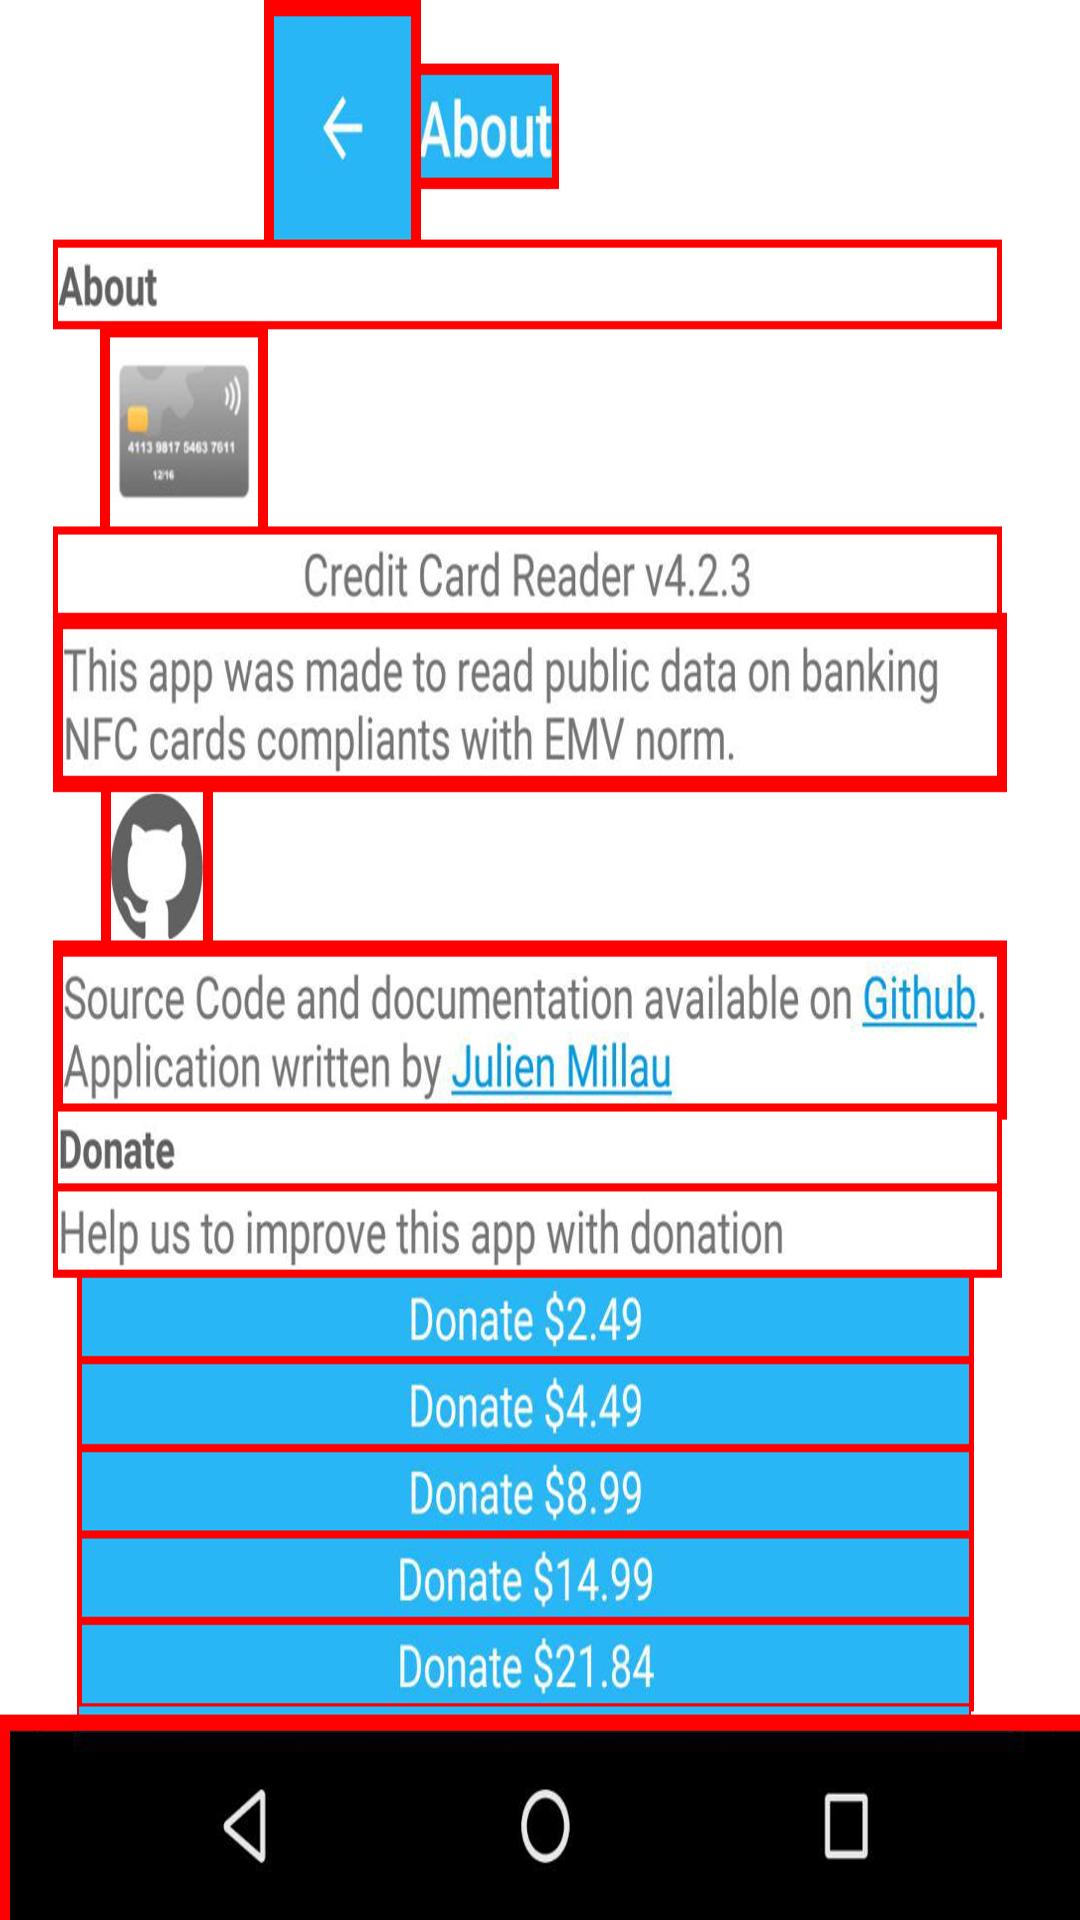 About
About
4113 9817 5463 7611
12/16
Credit Card Reader v4.2.3
This app was made to read public data on banking
NFC cards compliants with EMV norm.
Source Code and documentation available on Github.
Application written by Julien Millau
Donate
Help us to improve this app with donation
Donate $2.49
Donate $4.49
Donate $8.99
Donate $14.99
Donate $21.84